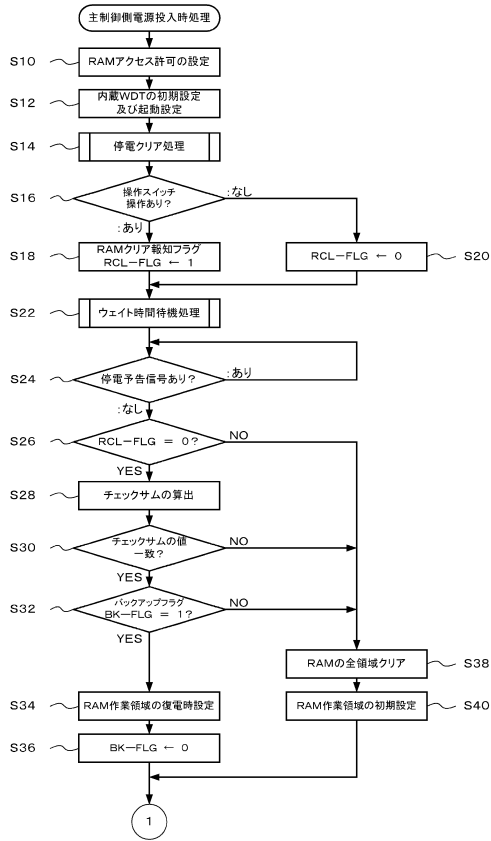 主制御側電源投入時処理
S10
RAMアクセス許可の設定
S12
内蔵WDTの初期設定
及び起動設定
S14
停電クリア処理
S16
操作スイッチ
操作あり?
:なし
:あり
S18
RAMクリア報知フラグ
RCL−FLG ← 1
RCL−FLG ← 0
S20
S22
ウェイト時間待機処理
S24
停電予告信号あり?
:あり
:なし
S26
RCL−FLG = 0?
NO
YES
S28
チェックサムの算出
S30
チェックサムの値
一致?
NO
YES
S32
バックアップフラグ
BK−FLG = 1?
NO
YES
RAMの全領域クリア
S38
S34
RAM作業領域の復電時設定
RAM作業領域の初期設定
S40
S36
BK−FLG ← 0
1